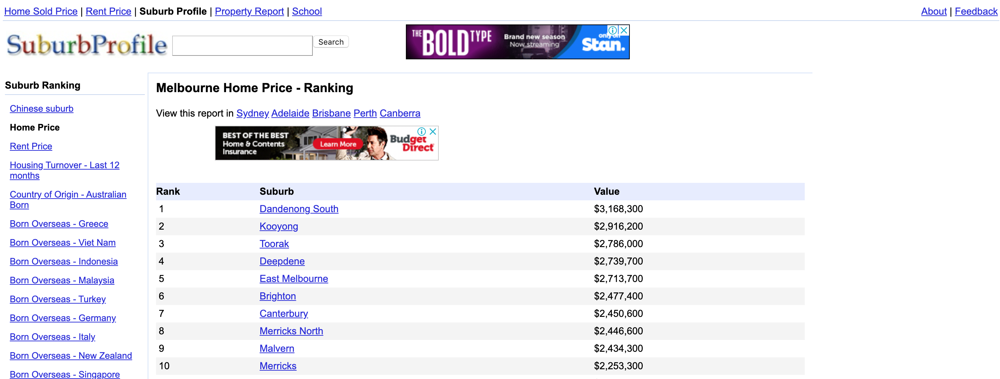 Home Sold Price | Rent Price | Suburb Profile | Property Report | School
About | Feedback
SuburbProfile
Search
THE BOLD TYPE
Brand new season
Now streaming
only on
Stan.
Suburb Ranking
Chinese suburb
Home Price
Rent Price
Housing Turnover - Last 12
months
Country of Origin - Australian
Born
Born Overseas - Greece
Born Overseas - Viet Nam
Born Overseas - Indonesia
Born Overseas - Malaysia
Born Overseas - Turkey
Born Overseas - Germany
Born Overseas - Italy
Born Overseas - New Zealand
Born Overseas - Singapore
Melbourne Home Price - Ranking
View this report in Sydney Adelaide Brisbane Perth Canberra
BEST OF THE BEST
Home & Contents
Insurance
Learn More
Budget
Direct
Rank Suburb Value
1 Dandenong South $3,168,300
2 Kooyong $2,916,200
3 Toorak $2,786,000
4 Deepdene $2,739,700
5 East Melbourne $2,713,700
6 Brighton $2,477,400
7 Canterbury $2,450,600
8 Merricks North $2,446,600
9 Malvern $2,434,300
10 Merricks $2,253,300